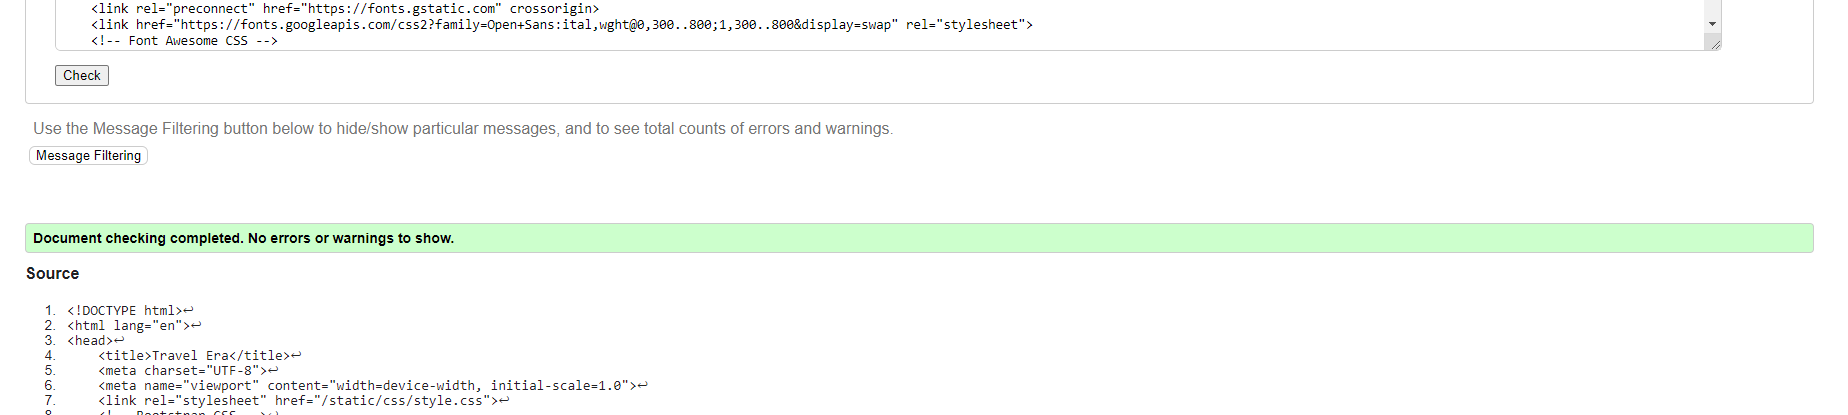 <link rel="preconnect" href="https://fonts.gstatic.com" crossorigin>
<link href="https://fonts.googleapis.com/css2?family=Open+Sans:ital,wght@0,300..800;1,300..800&display=swap" rel="stylesheet">
<!-- Font Awesome CSS -->
Check
Use the Message Filtering button below to hide/show particular messages, and to see total counts of errors and warnings.
Message Filtering
Document checking completed. No errors or warnings to show.
Source
1. <!DOCTYPE html>↩
2. <html lang="en">↩
3. <head>↩
4. <title>Travel Era</title>↩
5. <meta charset="UTF-8">↩
6. <meta name="viewport" content="width=device-width, initial-scale=1.0">↩
7. <link rel="stylesheet" href="/static/css/style.css">↩
8. <!-- Bootstrap CSS -->↩